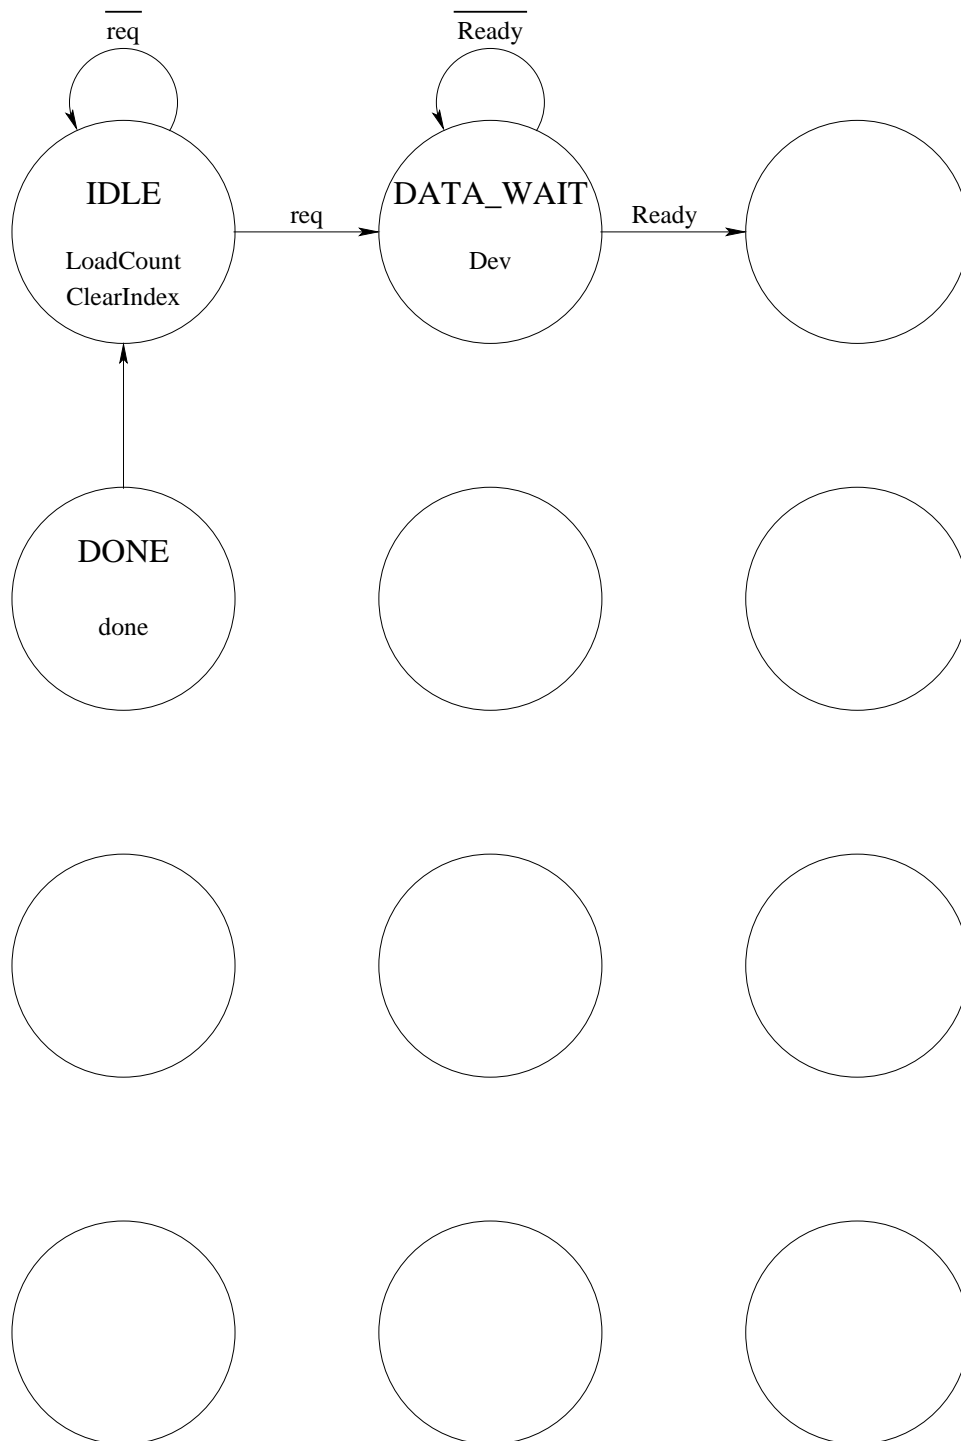 req
Ready
IDLE
LoadCount
ClearIndex
req
DATA_WAIT
Dev
Ready
DONE
done